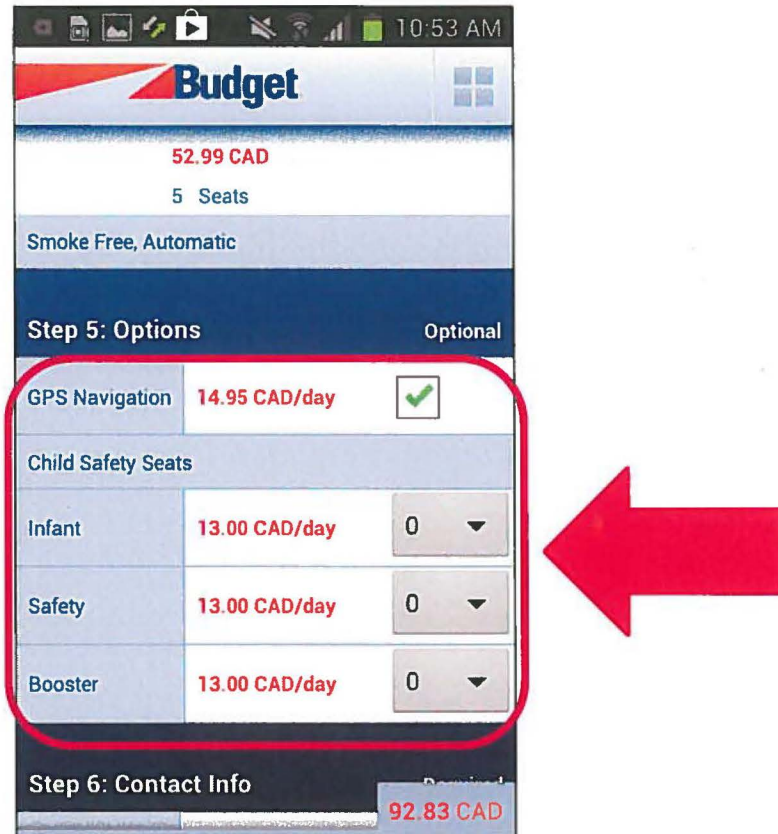 10:53 AM
Budget
52.99 CAD
5 Seats
Smoke Free, Automatic
Step 5: Options Optional
GPS Navigation 14.95 CAD/day
Child Safety Seats
Infant 13.00 CAD/day 0
Safety 13.00 CAD/day 0
Booster 13.00 CAD/day 0
Step 6: Contact Info
92.83 CAD